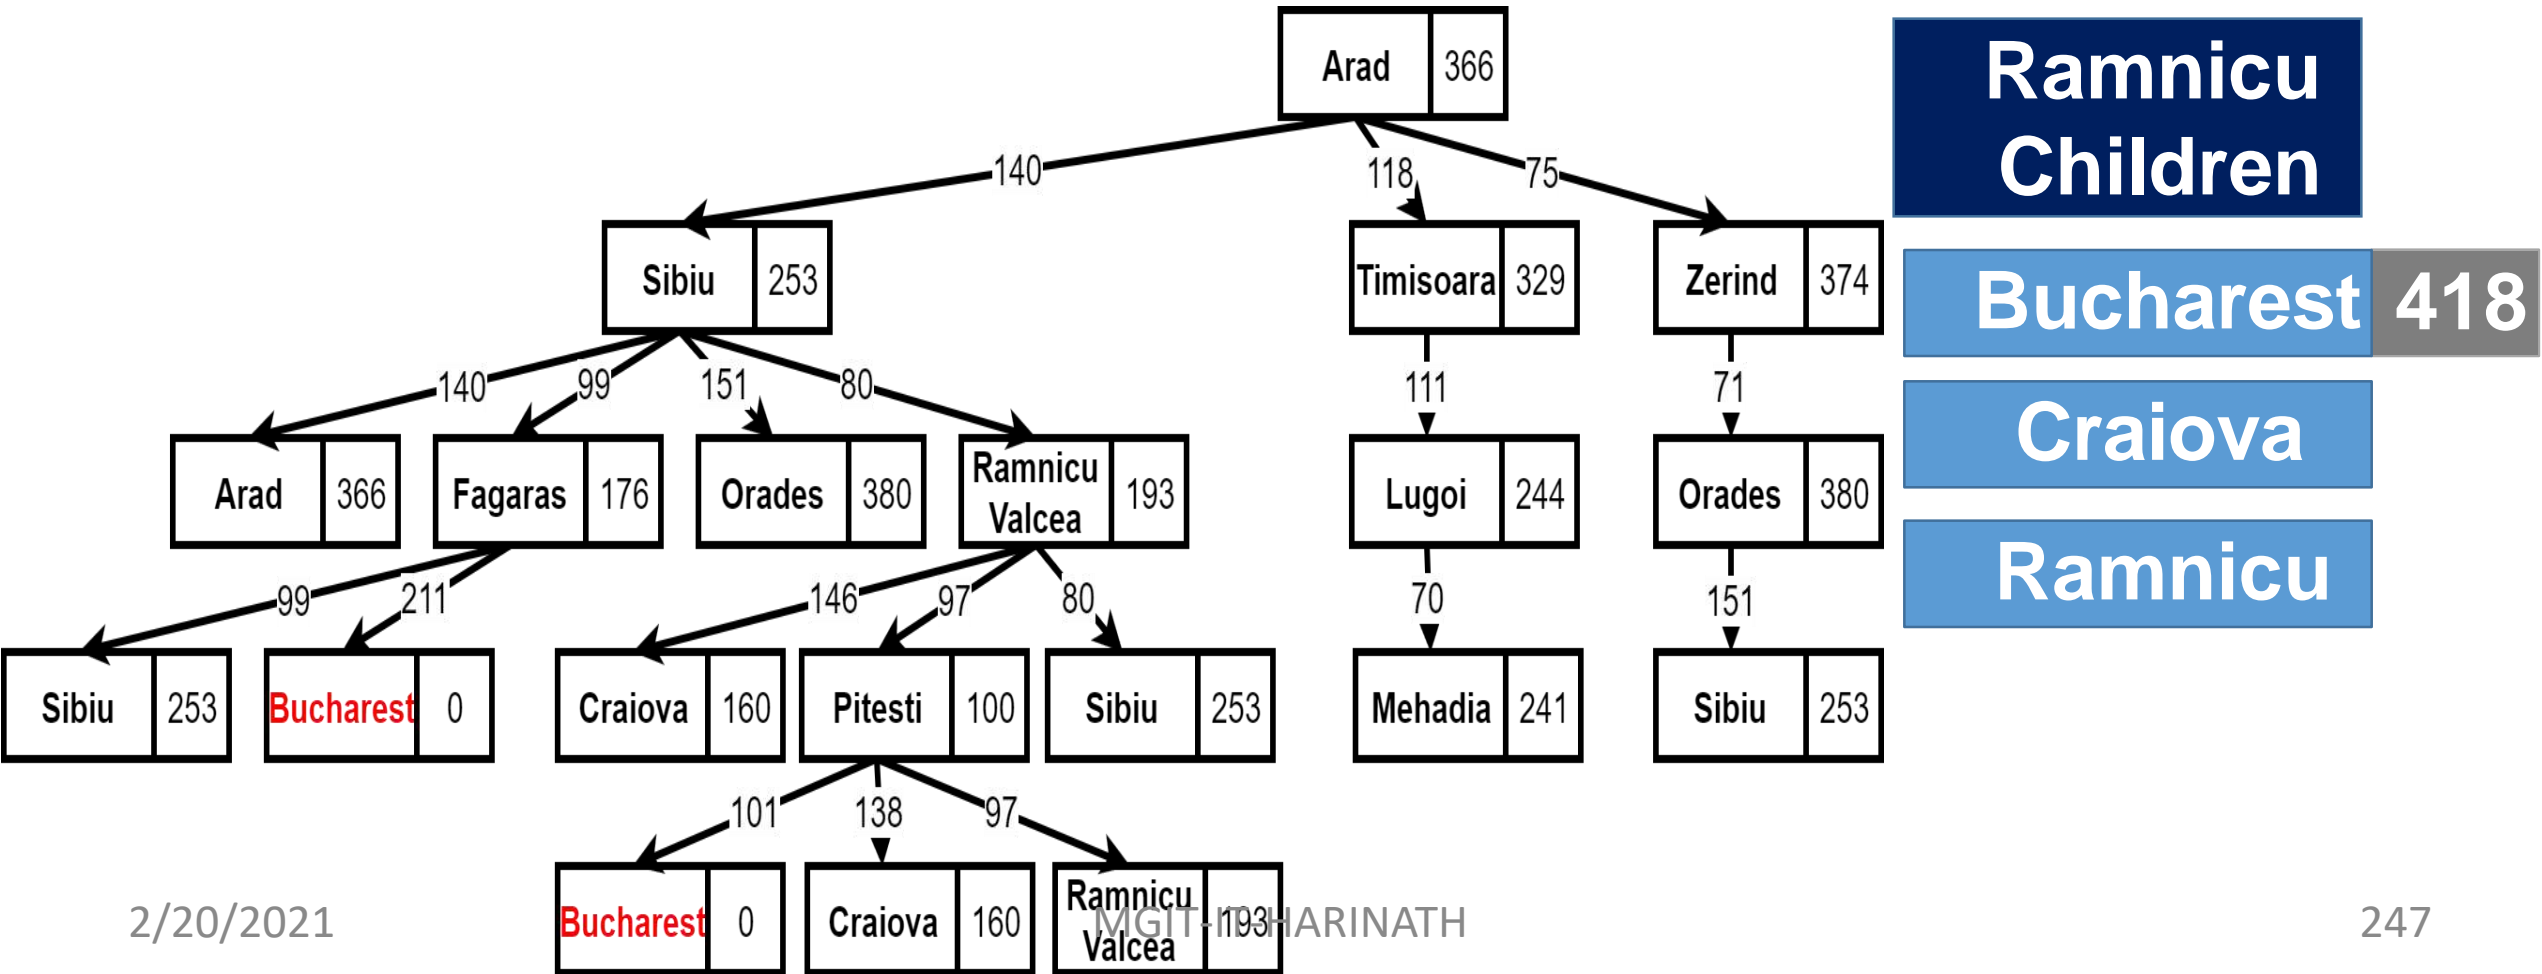 Arad 366
Ramnicu
Children
140 118 75
Sibiu 253 Timisoara 329 Zerind 374
Bucharest 418
140 99 151 80 111 71
Craiova
Arad 366 Fagaras 176 Orades 380 Ramnicu
Valcea 193 Lugoi 244 Orades 380
Ramnicu
99 211 146 97 80 70 151
Sibiu 253 Bucharest 0 Craiova 160 Pitesti 100 Sibiu 253 Mehadia 241 Sibiu 253
101 138 97
Bucharest 0 Craiova 160 Ramnicu
Valcea 193
2/20/2021 MGIT-IT-HARINATH 247